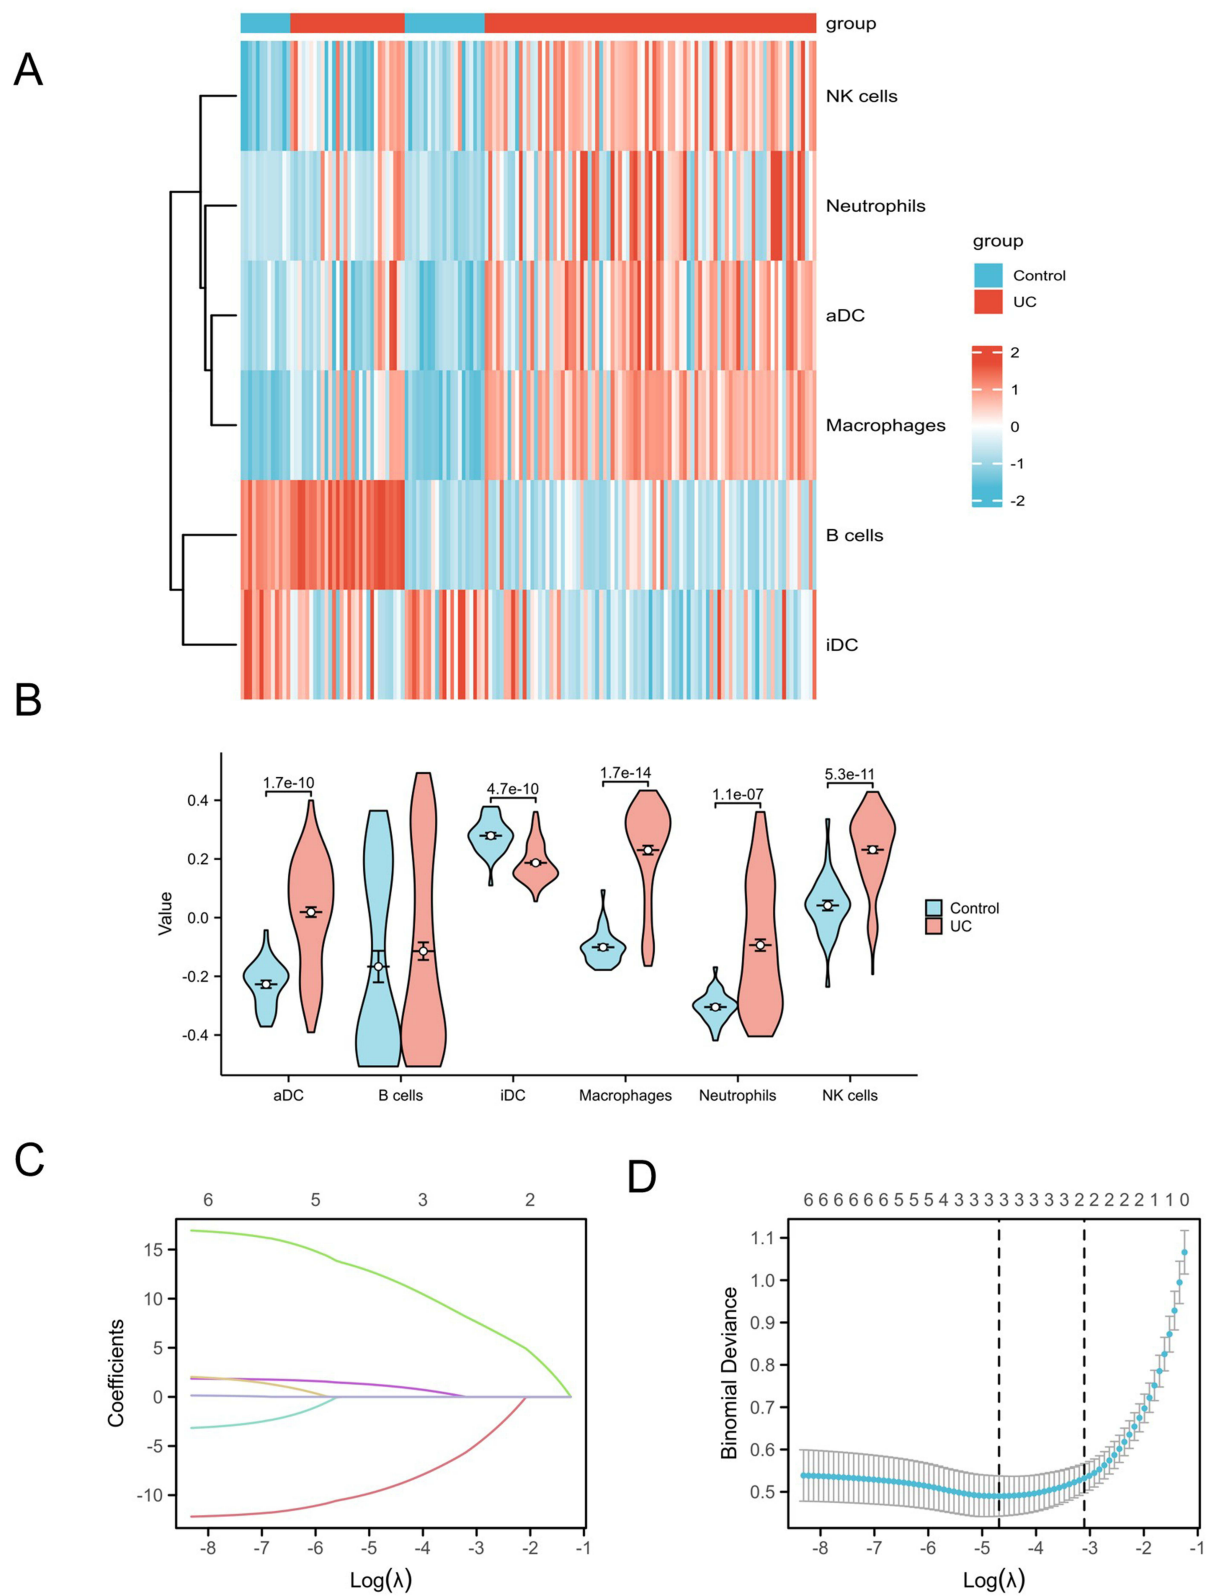 A
group
NK cells
Neutrophils
aDC
Macrophages
B cells
iDC
group
Control
UC
2
1
0
-1
-2
B
Value
0.4
0.2
0.0
-0.2
-0.4
1.7e-10
4.7e-10
1.7e-14
1.1e-07
5.3e-11
aDC
B cells
iDC
Macrophages
Neutrophils
NK cells
Control
UC
C
6 5 3 2
Coefficients
15
10
5
0
-5
-10
-8 -7 -6 -5 -4 -3 -2 -1
Log(λ)
D
6 6 6 6 6 6 5 5 5 4 3 3 3 3 3 3 3 3 2 2 2 2 2 1 1 0
Binomial Deviance
1.1
1.0
0.9
0.8
0.7
0.6
0.5
-8 -7 -6 -5 -4 -3 -2 -1
Log(λ)